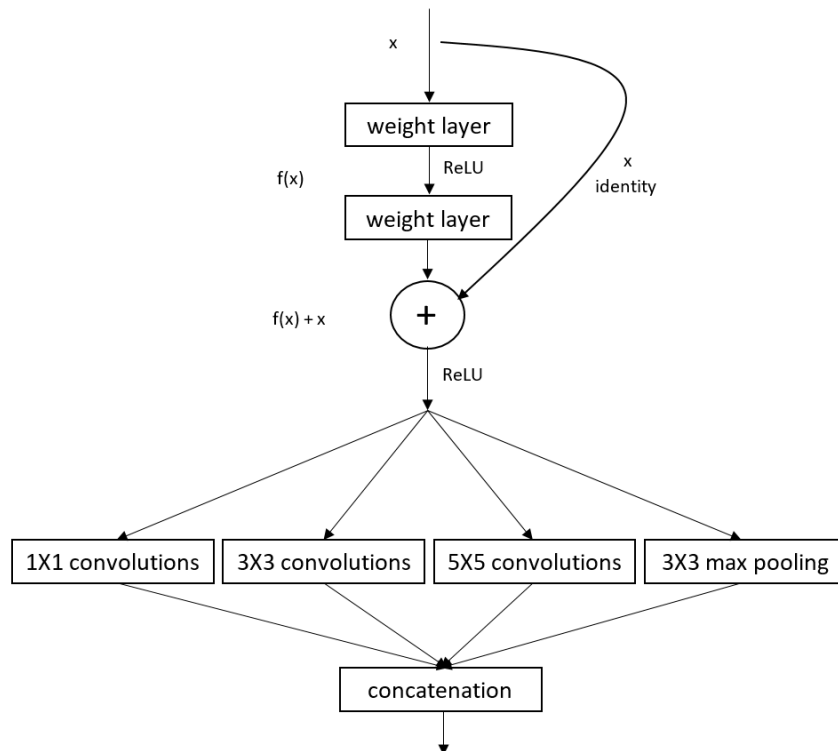 x
weight layer
ReLU
f(x)
x
identity
weight layer
f(x) + x
+
ReLU
1X1 convolutions
3X3 convolutions
5X5 convolutions
3X3 max pooling
concatenation